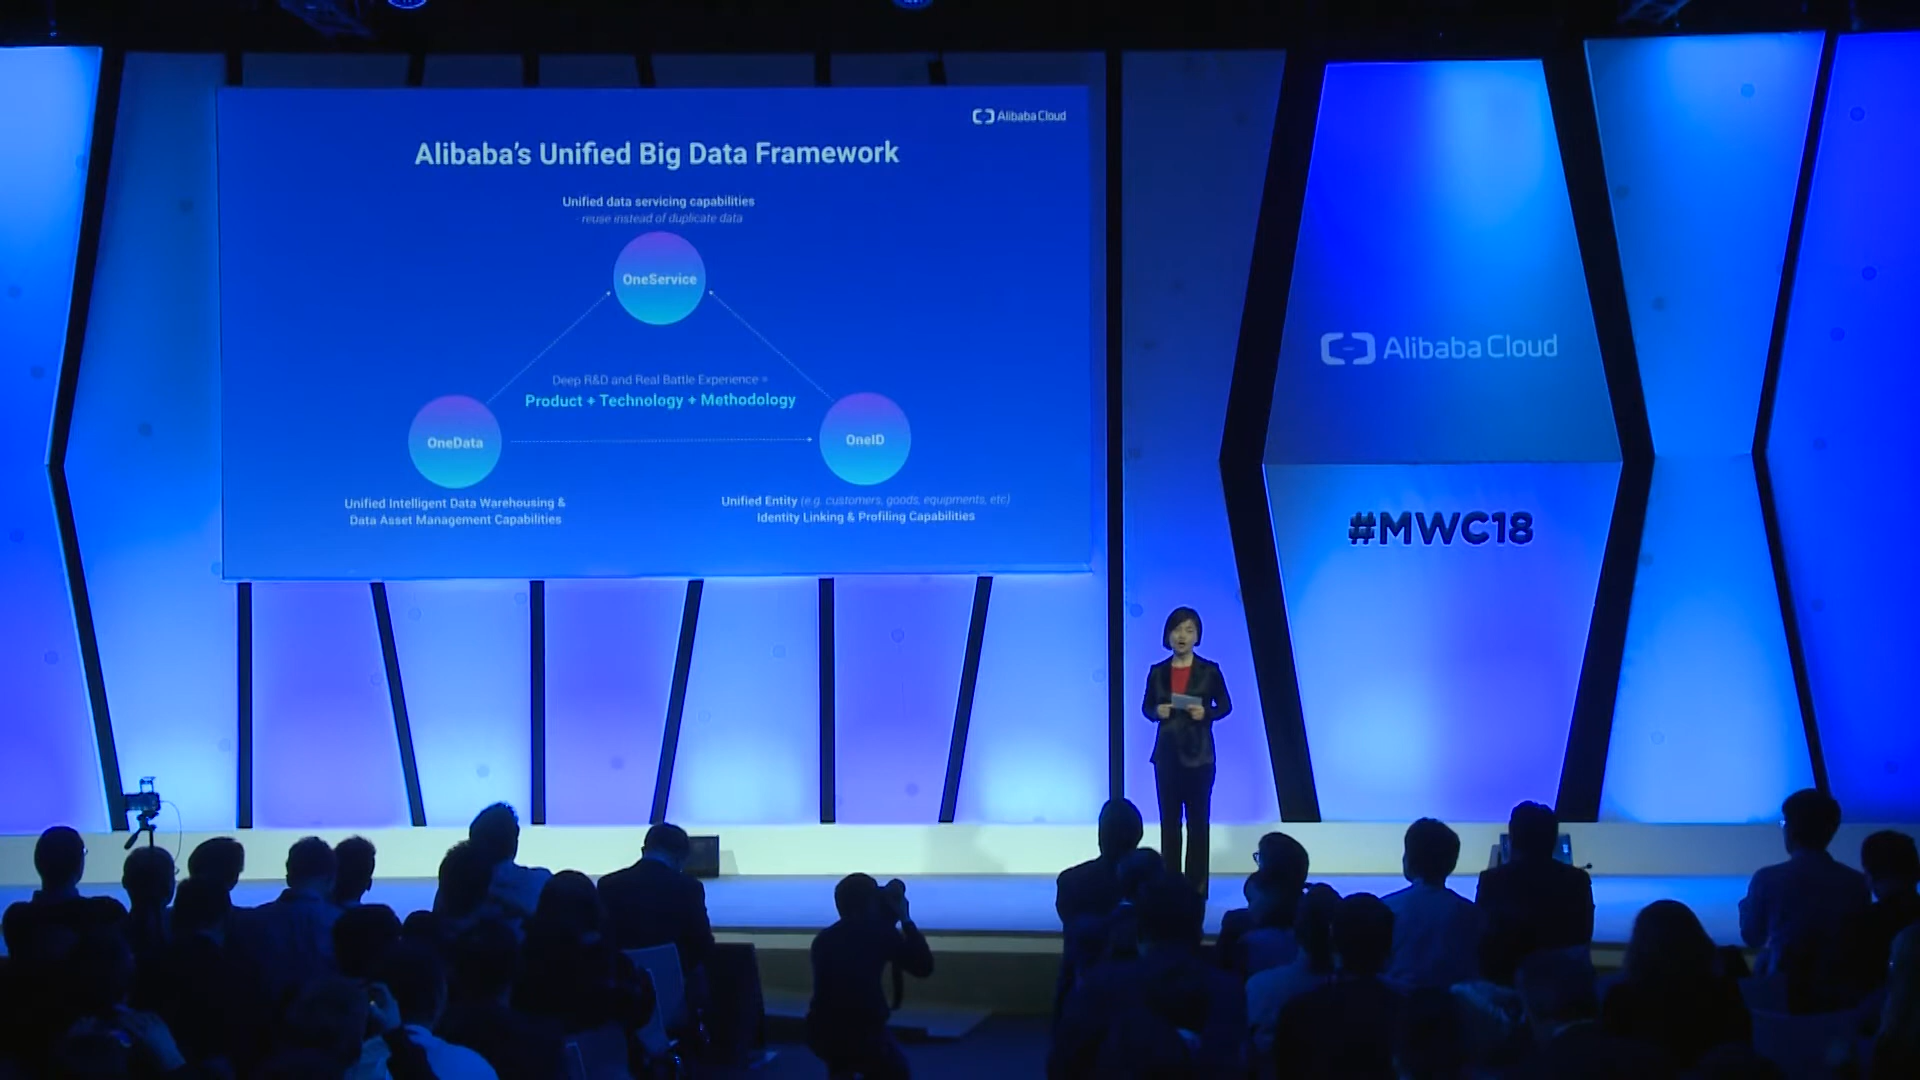 Alibaba Cloud
Alibaba's Unified Big Data Framework
Unified data servicing capabilities
reuse instead of duplicate data
OneService
Deep R&D and Real Battle Experience =
Product + Technology + Methodology
OneData
OneID
Unified Intelligent Data Warehousing &
Data Asset Management Capabilities
Unified Entity (e.g. customers, goods, equipments, etc)
Identity Linking & Profiling Capabilities
Alibaba Cloud
#MWC18